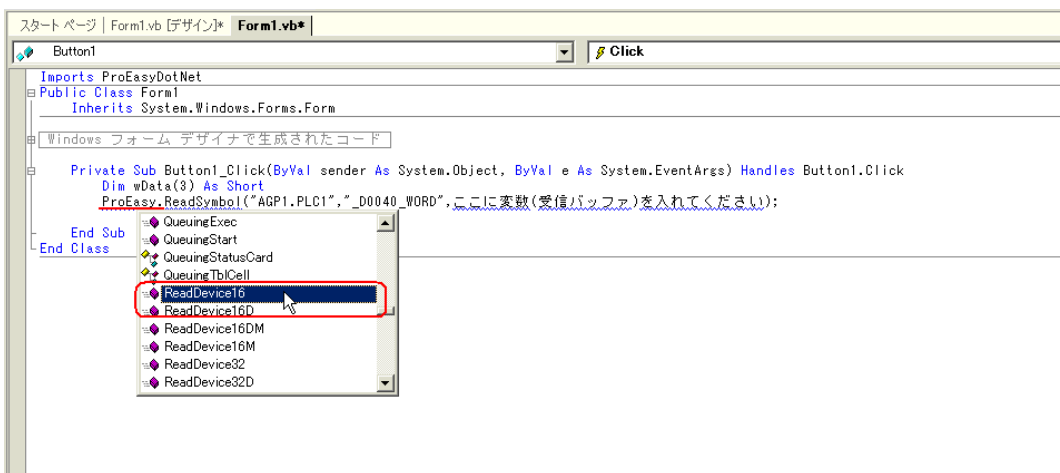 スタート ページ | Form1.vb [デザイン]* Form1.vb*
Button1 Click
Imports ProEasyDotNet
Public Class Form1
Inherits System.Windows.Forms.Form
Windows フォーム デザイナで生成されたコード
Private Sub Button1_Click(ByVal sender As System.Object, ByVal e As System.EventArgs) Handles Button1.Click
Dim wData(3) As Short
ProEasy.ReadSymbol("AGP1.PLC1","_D0040_WORD",ここに変数(受信バッファ)を入れてください);
End Sub
End Class
QueuingExec
QueuingStart
QueuingStatusCard
QueuingTblCell
ReadDevice16
ReadDevice16D
ReadDevice16DM
ReadDevice16M
ReadDevice32
ReadDevice32D